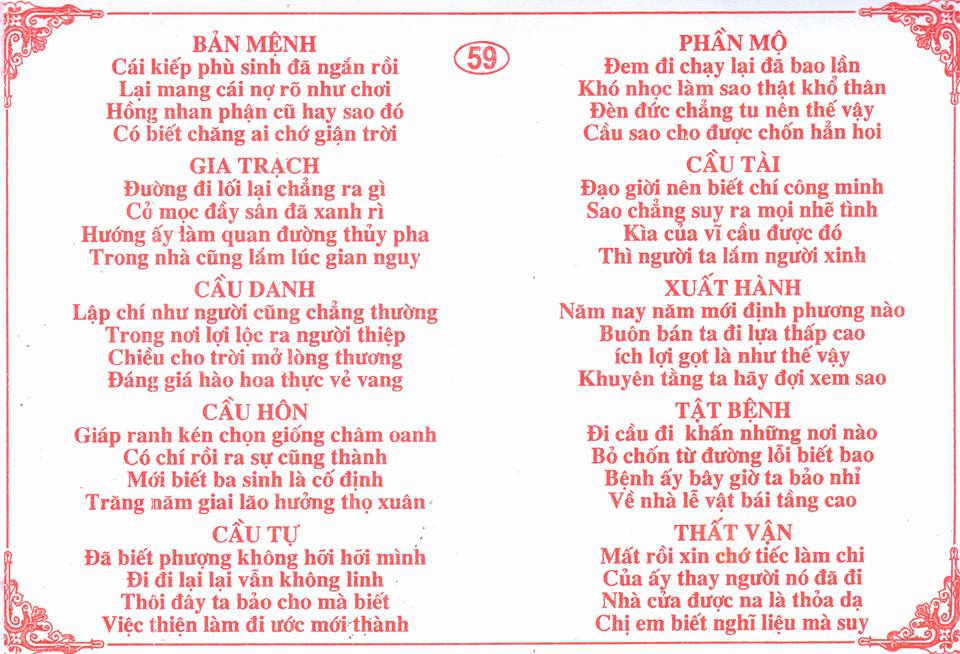 59
BẢN MỆNH
Cái kiếp phù sinh đã ngắn rồi
Lại mang cái nợ rõ như chơi
Hồng nhan phận cũ hay sao đó
Có biết chăng ai chớ giận trời
GIA TRẠCH
Đường đi lối lại chẳng ra gì
Cỏ mọc đầy sân đã xanh rì
Hướng ấy làm quan đường thủy pha
Trong nhà cũng lắm lúc gian nguy
CẦU DANH
Lập chí như người cũng chẳng thường
Trong nơi lợi lộc ra người thiệp
Chiều cho trời mở lòng thương
Đáng giá hào hoa thực vẻ vang
CẦU HÔN
Giáp ranh kén chọn giống châm oanh
Có chí rồi ra sự cũng thành
Mới biết ba sinh là cố định
Trăng năm giai lão hưởng thọ xuân
CẦU TỰ
Đã biết phượng không hỡi hỡi mình
Đi đi lại lai vẫn không linh
Thôi đây ta bảo cho mà biết
Việc thiện làm đi ước mới thành
PHẦN MỘ
Đem đi chạy lại đã bao lần
Khó nhọc làm sao thật khổ thân
Đèn đức chẳng tu nên thế vậy
Cầu sao cho được chốn hẳn hoi
CẦU TÀI
Đạo giời nên biết chí công minh
Sao chẳng suy ra mọi nhẽ tình
Kìa của vĩ cầu được đó
Thì người ta lắm người xinh
XUẤT HÀNH
Năm nay năm mới định phương nào
Buôn bán ta đi lựa thấp cao
ích lợi gọt là như thế vậy
Khuyên tằng ta hãy đợi xem sao
TẬT BỆNH
Đi cầu đi khấn những nơi nào
Bỏ chốn từ đường lỗi biết bao
Bệnh ấy bây giờ ta bảo nhỉ
Về nhà lễ vật bái tầng cao
THẤT VẬN
Mất rồi xin chớ tiếc làm chi
Của ấy thay người nó đã đi
Nhà cửa được na là thỏa dạ
Chị em biết nghĩ liệu mà suy